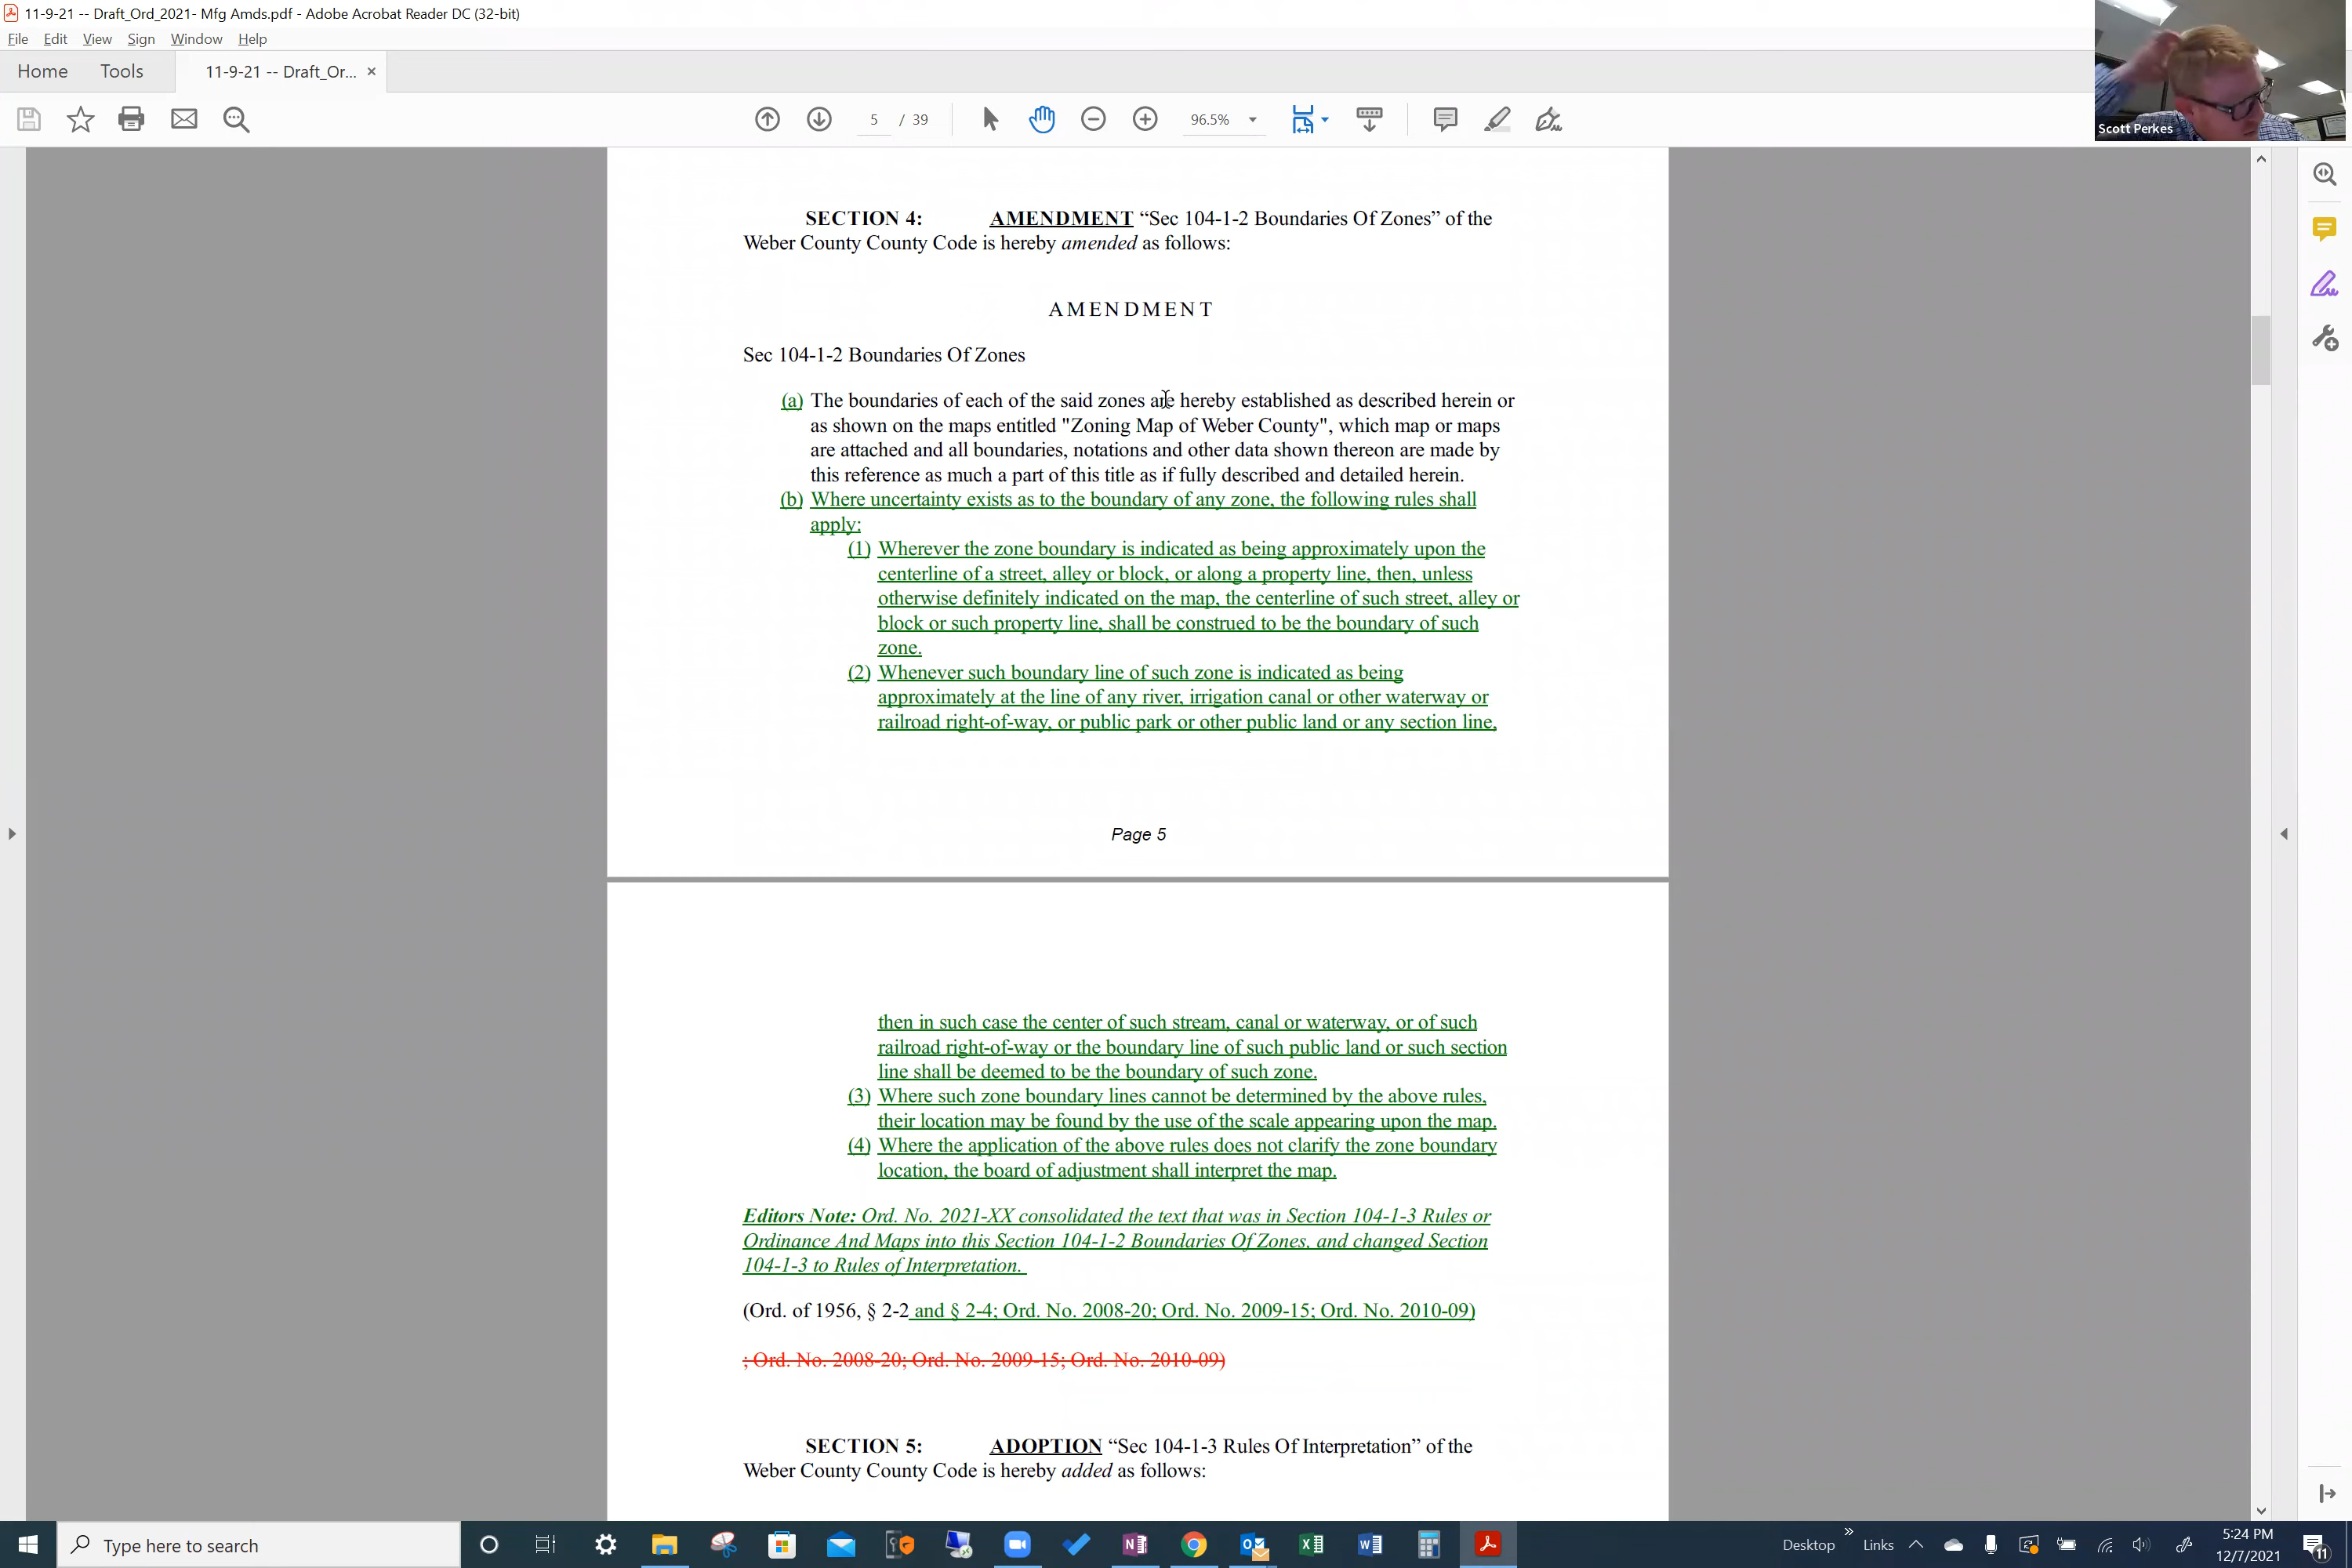 11-9-21 -- Draft_Ord_2021- Mfg Amds.pdf - Adobe Acrobat Reader DC (32-bit)
File Edit View Sign Window Help
Home Tools 11-9-21 -- Draft_Or... ×
5 / 39 96.5%
Scott Perkes
SECTION 4: AMENDMENT “Sec 104-1-2 Boundaries Of Zones” of the
Weber County County Code is hereby amended as follows:
AMENDMENT
Sec 104-1-2 Boundaries Of Zones
(a) The boundaries of each of the said zones are hereby established as described herein or
as shown on the maps entitled "Zoning Map of Weber County", which map or maps
are attached and all boundaries, notations and other data shown thereon are made by
this reference as much a part of this title as if fully described and detailed herein.
(b) Where uncertainty exists as to the boundary of any zone, the following rules shall
apply:
(1) Wherever the zone boundary is indicated as being approximately upon the
centerline of a street, alley or block, or along a property line, then, unless
otherwise definitely indicated on the map, the centerline of such street, alley or
block or such property line, shall be construed to be the boundary of such
zone.
(2) Whenever such boundary line of such zone is indicated as being
approximately at the line of any river, irrigation canal or other waterway or
railroad right-of-way, or public park or other public land or any section line,
Page 5
then in such case the center of such stream, canal or waterway, or of such
railroad right-of-way or the boundary line of such public land or such section
line shall be deemed to be the boundary of such zone.
(3) Where such zone boundary lines cannot be determined by the above rules,
their location may be found by the use of the scale appearing upon the map.
(4) Where the application of the above rules does not clarify the zone boundary
location, the board of adjustment shall interpret the map.
Editors Note: Ord. No. 2021-XX consolidated the text that was in Section 104-1-3 Rules or
Ordinance And Maps into this Section 104-1-2 Boundaries Of Zones, and changed Section
104-1-3 to Rules of Interpretation.
(Ord. of 1956, § 2-2 and § 2-4; Ord. No. 2008-20; Ord. No. 2009-15; Ord. No. 2010-09)
; Ord. No. 2008-20; Ord. No. 2009-15; Ord. No. 2010-09)
SECTION 5: ADOPTION “Sec 104-1-3 Rules Of Interpretation” of the
Weber County County Code is hereby added as follows:
Type here to search
Desktop » Links
5:24 PM
12/7/2021
11